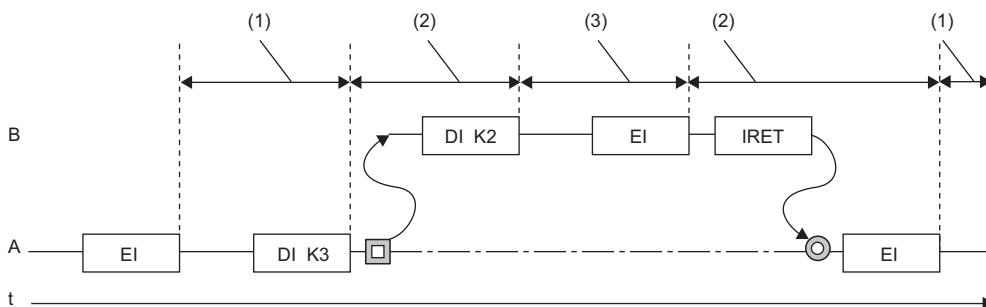 (1) (2) (3) (2) (1)
B DI K2 EI IRET
A EI DI K3 EI
t